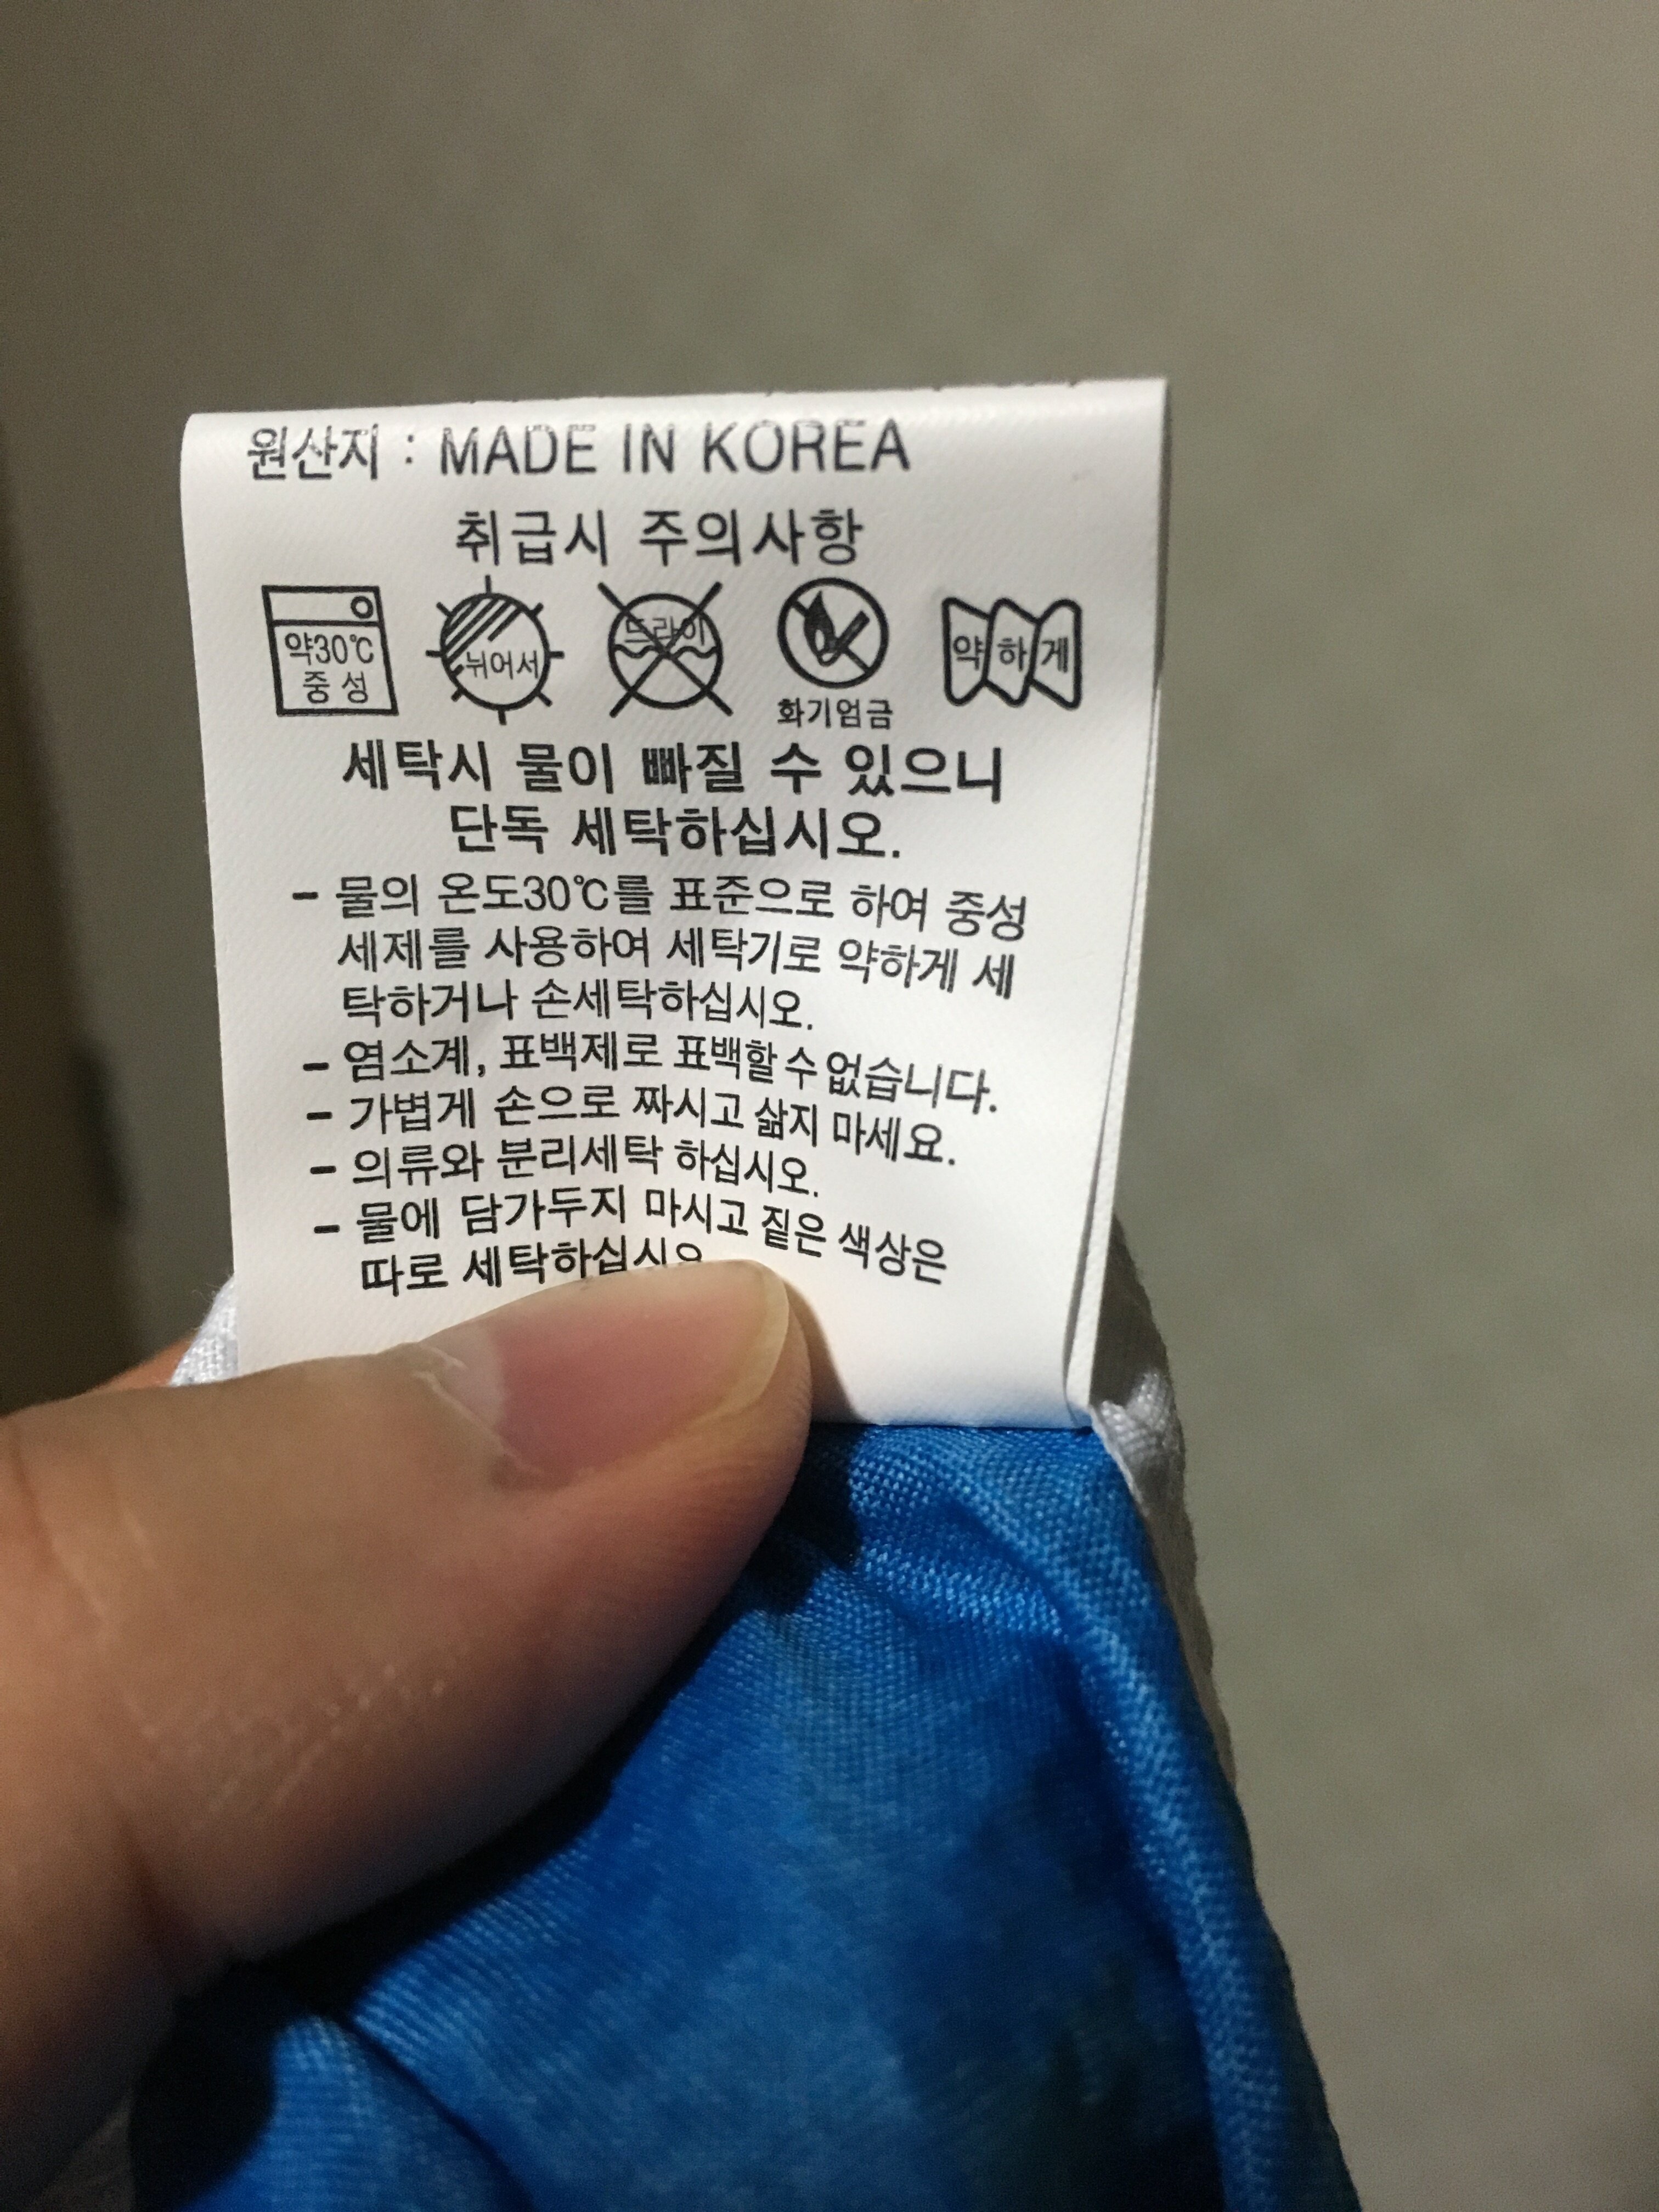 원산지 : MADE IN KOREA
취급시 주의사항
약30℃
중 성
뉘어서
드라이
화기엄금
약 하 게
세탁시 물이 빠질 수 있으니
단독 세탁하십시오.
- 물의 온도30℃를 표준으로 하여 중성
세제를 사용하여 세탁기로 약하게 세
탁하거나 손세탁하십시오.
- 염소계, 표백제로 표백할 수 없습니다.
- 가볍게 손으로 짜시고 삶지 마세요.
- 의류와 분리세탁 하십시오.
- 물에 담가두지 마시고 짙은 색상은
따로 세탁하십시오